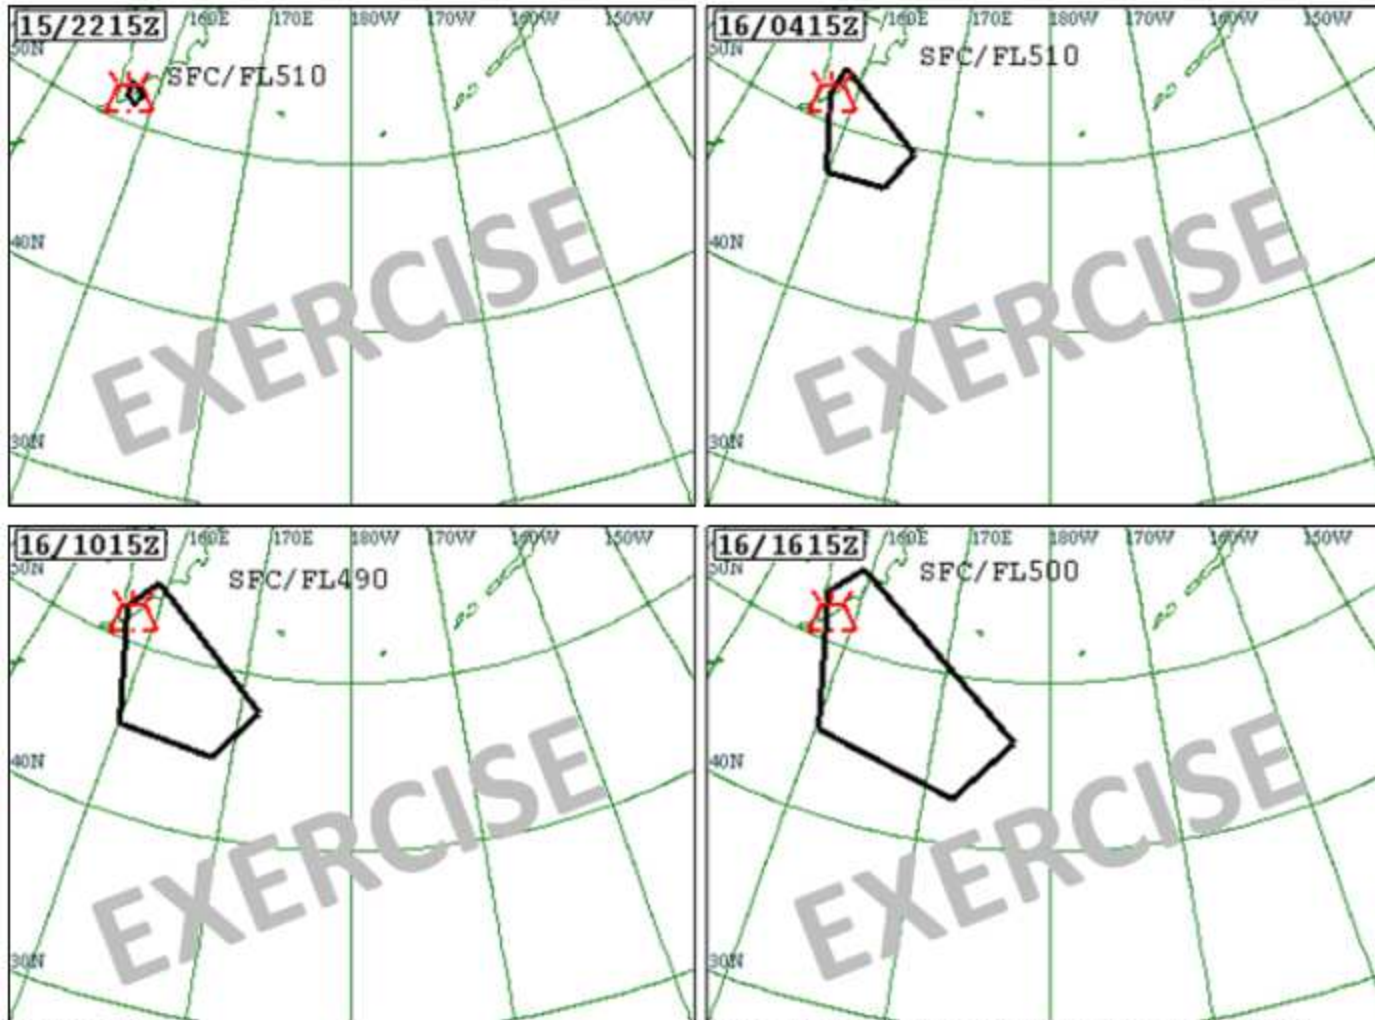 15/2215Z 160E 170E 180W 170W 160W 150W
50N
SFC/FL510
40N
EXERCISE
30N
16/0415Z 160E 170E 180W 170W 160W 150W
50N
SFC/FL510
40N
EXERCISE
30N
16/1015Z 160E 170E 180W 170W 160W 150W
50N
SFC/FL490
40N
EXERCISE
30N
16/1615Z 160E 170E 180W 170W 160W 150W
50N
SFC/FL500
40N
EXERCISE
30N